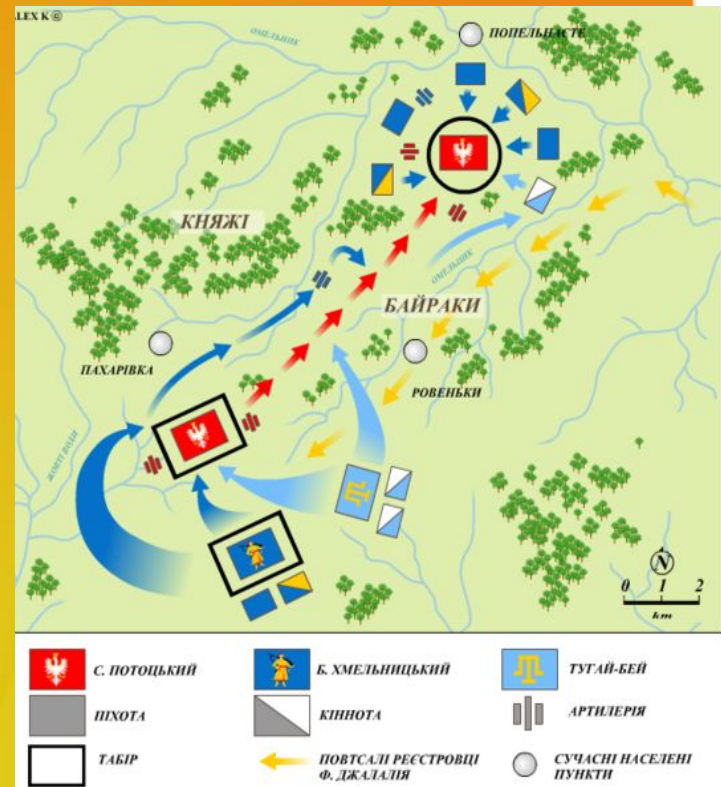 ALEX K ©
ОМЕЛЬНИК
ПОПЕЛЬНАСТЕ
КНЯЖІ
ОМЕЛЬНИК
БАЙРАКИ
ПАХАРІВКА
РОВЕНЬКИ
ЖОВТІ ВОДИ
N
0 1 2
km
С. ПОТОЦЬКИЙ
Б. ХМЕЛЬНИЦЬКИЙ
ТУГАЙ-БЕЙ
ПІХОТА
КІННОТА
АРТИЛЕРІЯ
ТАБІР
ПОВТСАЛІ РЕЄСТРОВЦІ
Ф. ДЖАЛАЛІЯ
СУЧАСНІ НАСЕЛЕНІ
ПУНКТИ